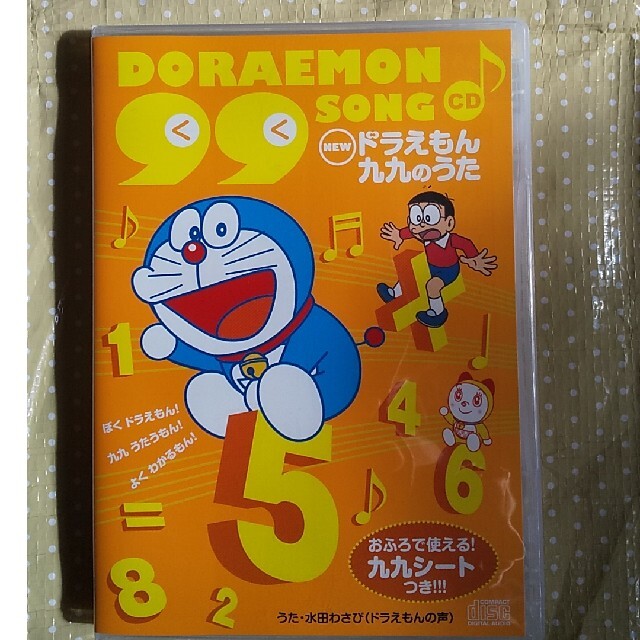 DORAEMON
99 SONG CD
く く
NEW ドラえもん
九九のうた
1
ぼく ドラえもん!
九九 うたうもん!
よく わかるもん!
4
5
6
=
8
2
おふろで使える!
九九シート
つき!!!
うた・水田わさび(ドラえもんの声)
COMPACT
disc
DIGITAL AUDIO